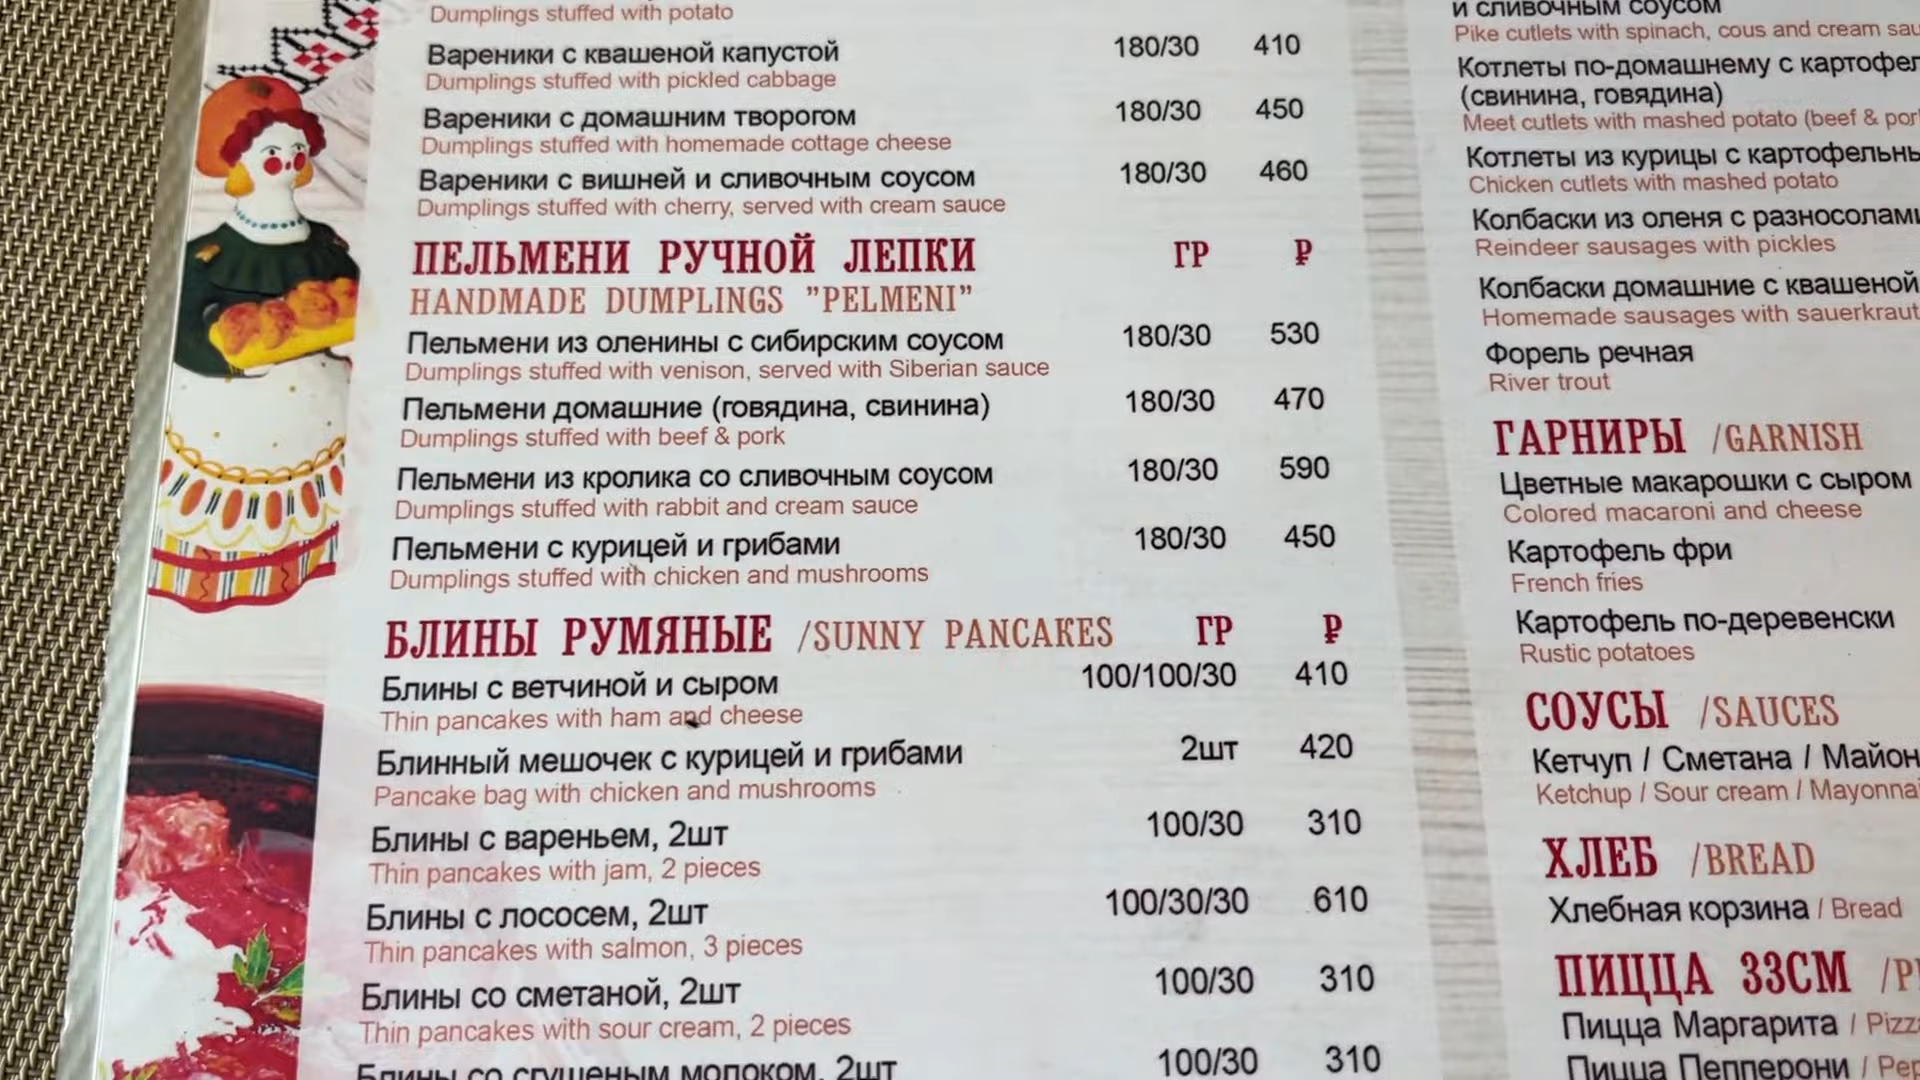 Dumplings stuffed with potato
Вареники с квашеной капустой 180/30 410
Dumplings stuffed with pickled cabbage
Вареники с домашним творогом 180/30 450
Dumplings stuffed with homemade cottage cheese
Вареники с вишней и сливочным соусом 180/30 460
Dumplings stuffed with cherry, served with cream sauce
ПЕЛЬМЕНИ РУЧНОЙ ЛЕПКИ ГР ₽
HANDMADE DUMPLINGS "PELMENI"
Пельмени из оленины с сибирским соусом 180/30 530
Dumplings stuffed with venison, served with Siberian sauce
Пельмени домашние (говядина, свинина) 180/30 470
Dumplings stuffed with beef & pork
Пельмени из кролика со сливочным соусом 180/30 590
Dumplings stuffed with rabbit and cream sauce
Пельмени с курицей и грибами 180/30 450
Dumplings stuffed with chicken and mushrooms
БЛИНЫ РУМЯНЫЕ /SUNNY PANCAKES ГР ₽
Блины с ветчиной и сыром 100/100/30 410
Thin pancakes with ham and cheese
Блинный мешочек с курицей и грибами 2шт 420
Pancake bag with chicken and mushrooms
Блины с вареньем, 2шт 100/30 310
Thin pancakes with jam, 2 pieces
Блины с лососем, 2шт 100/30/30 610
Thin pancakes with salmon, 3 pieces
Блины со сметаной, 2шт 100/30 310
Thin pancakes with sour cream, 2 pieces
Блины со сгущеным молоком, 2шт 100/30 310
и сливочным соусом
Pike cutlets with spinach, cous and cream
Котлеты по-домашнему с
(свинина, говядина)
Meet cutlets with mashed potato (beef &
Котлеты из курицы с
Chicken cutlets with mashed potato
Колбаски из оленя с разносолами
Reindeer sausages with pickles
Колбаски домашние с квашеной
Homemade sausages with sauerkraut
Форель речная
River trout
ГАРНИРЫ /GARNISH
Цветные макарошки с сыром
Colored macaroni and cheese
Картофель фри
French fries
Картофель по-деревенски
Rustic potatoes
СОУСЫ /SAUCES
Кетчуп / Сметана /
Ketchup / Sour cream /
ХЛЕБ /BREAD
Хлебная корзина / Bread
ПИЦЦА 33СМ
Пицца Маргарита /
Пицца Пепперони /